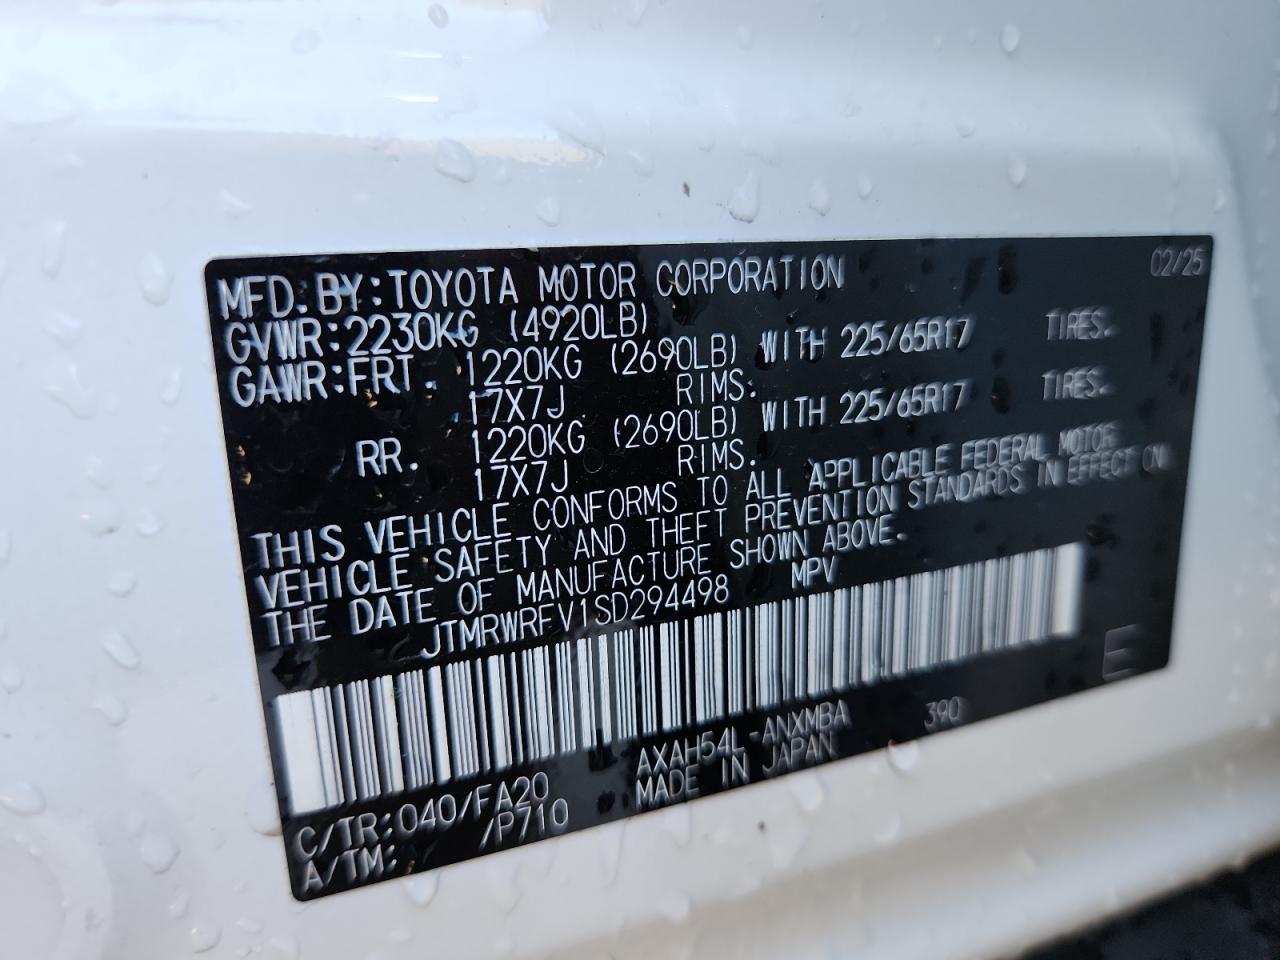 MFD. BY:TOYOTA MOTOR CORPORATION 02/25
GVWR:2230KG (4920LB)
GAWR:FRT. 1220KG (2690LB) WITH 225/65R17 TIRES.
17X7J RIMS.
RR. 1220KG (2690LB) WITH 225/65R17 TIRES.
17X7J RIMS.
THIS VEHICLE CONFORMS TO ALL APPLICABLE FEDERAL MOTOR
VEHICLE SAFETY AND THEFT PREVENTION STANDARDS IN EFFECT ON
THE DATE OF MANUFACTURE SHOWN ABOVE.
JTMRWRFV1SD294498 MPV
E
C/TR:040/FA20 AXAH54L-ANXMBA 390
A/TM: /P710 MADE IN JAPAN